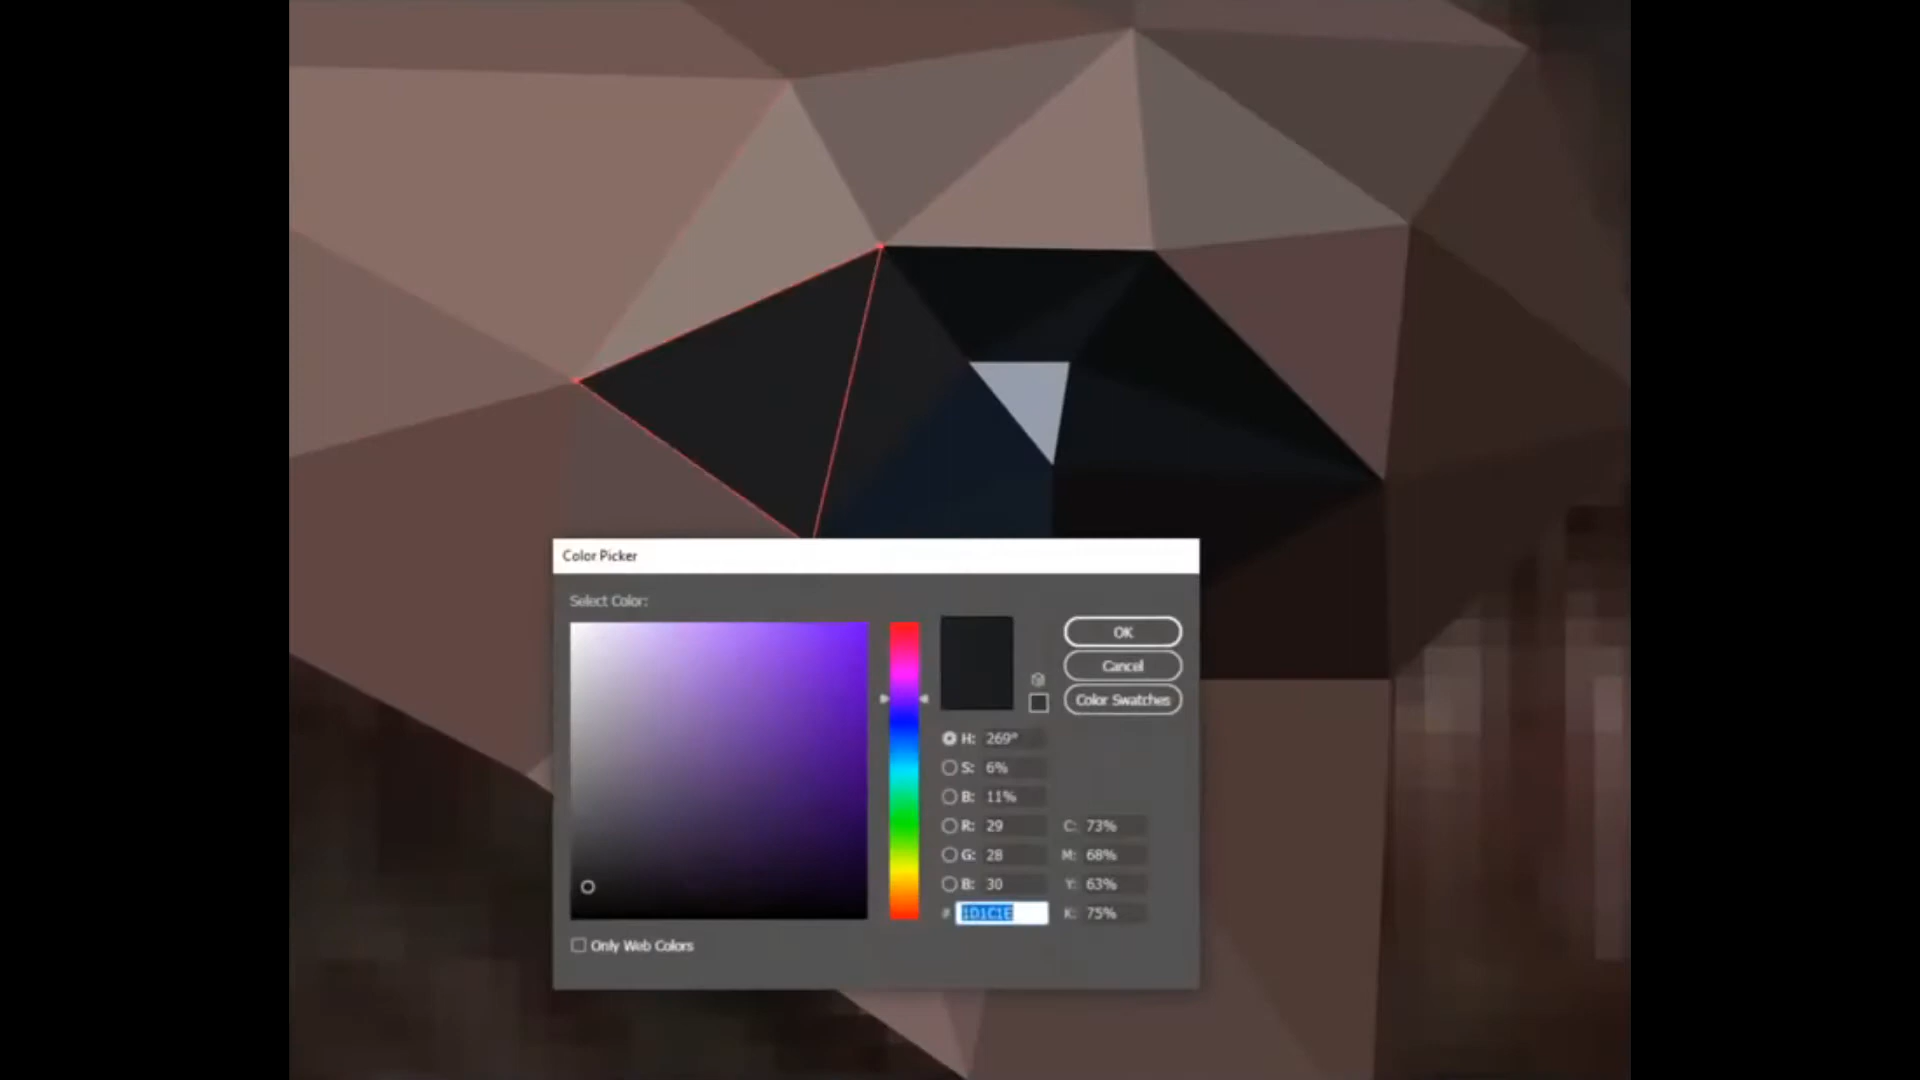 Color Picker
Select Color:
OK
Cancel
Color Swatches
H: 269°
S: 6%
B: 11%
R: 29 C: 73%
G: 28 M: 68%
B: 30 Y: 63%
# 1D1C1E K: 75%
Only Web Colors